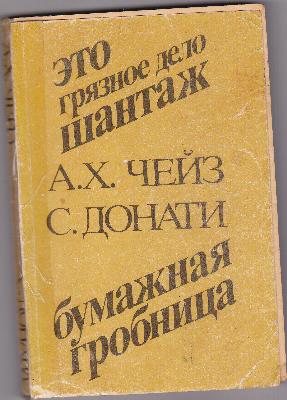 это
грязное дело
шантаж
А.Х. ЧЕЙЗ
С. ДОНАТИ
бумажная
гробница